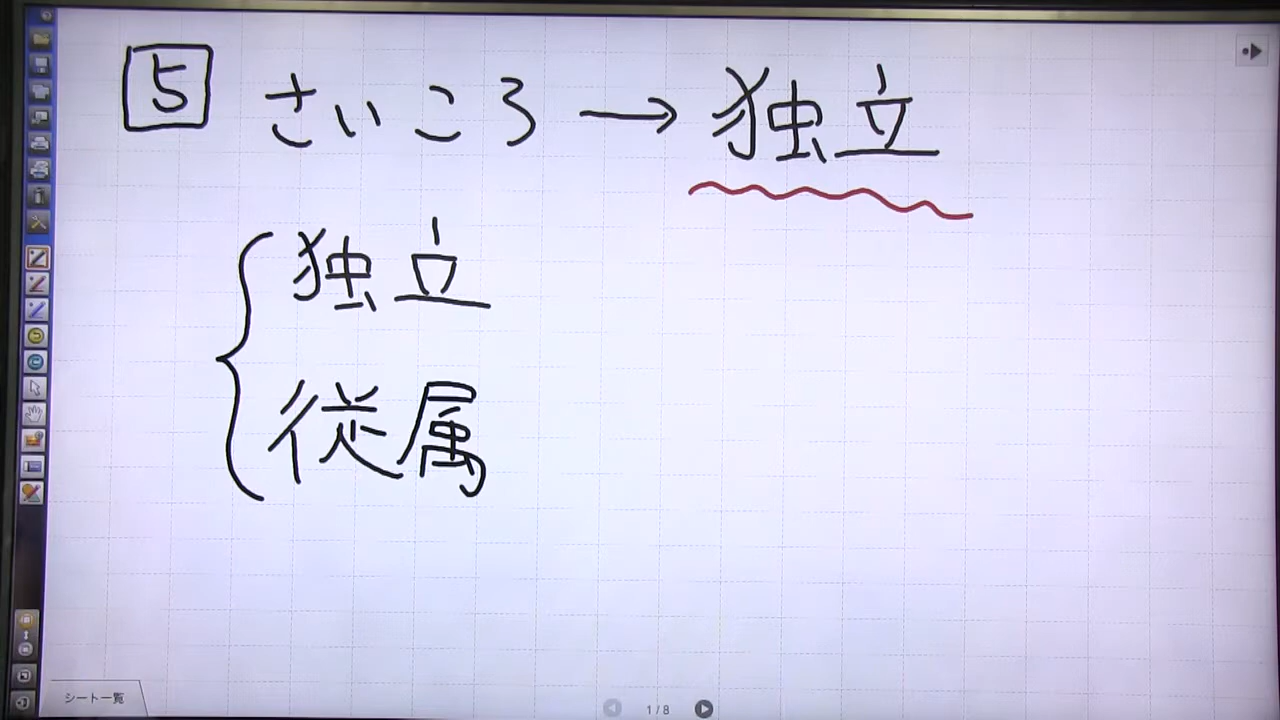 5 さいころ → 独立
独立
従属
シート一覧
1 / 8